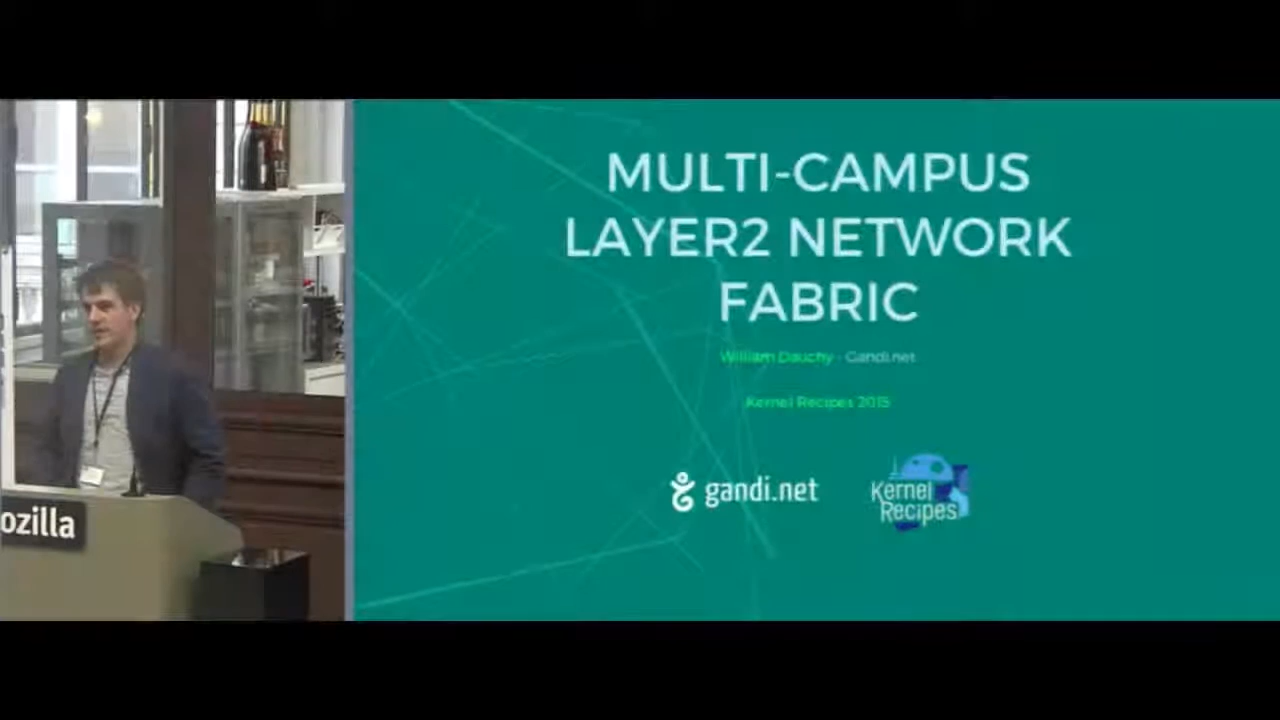 MULTI-CAMPUS
LAYER2 NETWORK
FABRIC
William Dauchy - Gandi.net
Kernel Recipes 2015
gandi.net
Kernel
Recipes
ozilla